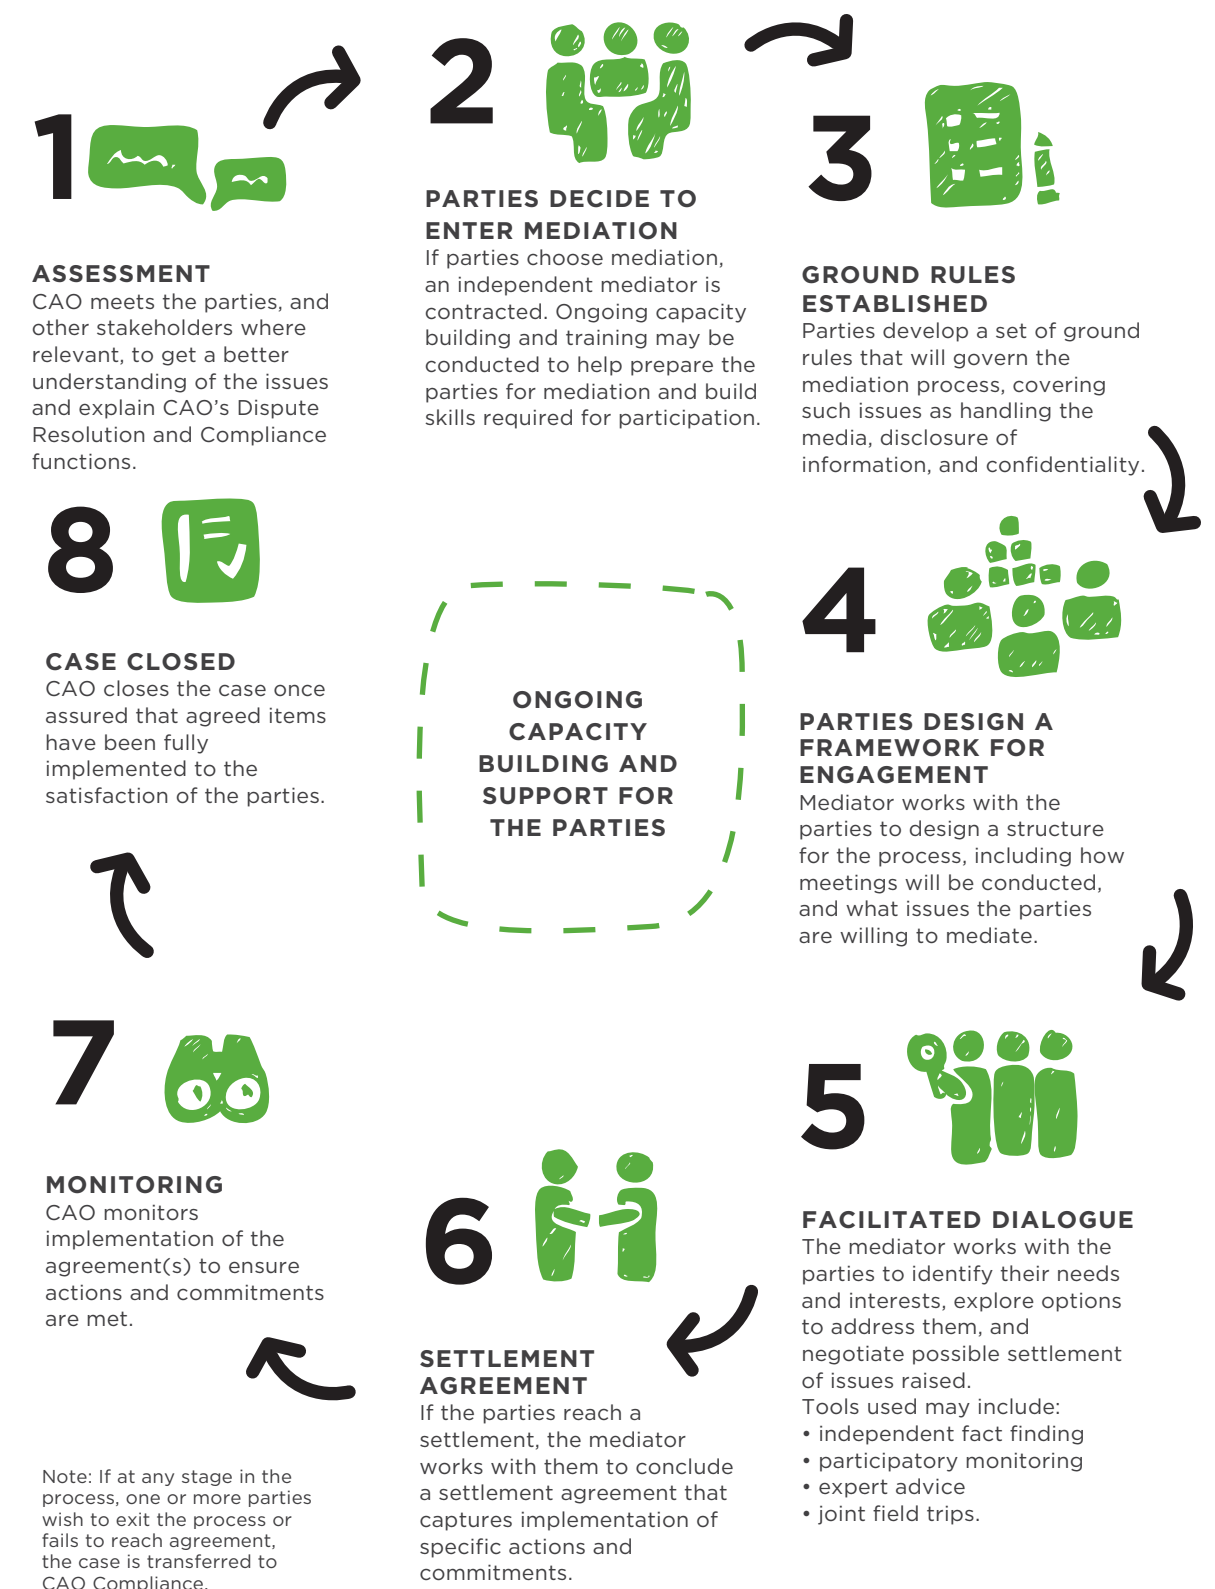 1
ASSESSMENT
CAO meets the parties, and
other stakeholders where
relevant, to get a better
understanding of the issues
and explain CAO's Dispute
Resolution and Compliance
functions.
2
PARTIES DECIDE TO
ENTER MEDIATION
If parties choose mediation,
an independent mediator is
contracted. Ongoing capacity
building and training may be
conducted to help prepare the
parties for mediation and build
skills required for participation.
3
GROUND RULES
ESTABLISHED
Parties develop a set of ground
rules that will govern the
mediation process, covering
such issues as handling the
media, disclosure of
information, and confidentiality.
4
PARTIES DESIGN A
FRAMEWORK FOR
ENGAGEMENT
Mediator works with the
parties to design a structure
for the process, including how
meetings will be conducted,
and what issues the parties
are willing to mediate.
5
FACILITATED DIALOGUE
The mediator works with the
parties to identify their needs
and interests, explore options
to address them, and
negotiate possible settlement
of issues raised.
Tools used may include:
• independent fact finding
• participatory monitoring
• expert advice
• joint field trips.
6
SETTLEMENT
AGREEMENT
If the parties reach a
settlement, the mediator
works with them to conclude
a settlement agreement that
captures implementation of
specific actions and
commitments.
7
MONITORING
CAO monitors
implementation of the
agreement(s) to ensure
actions and commitments
are met.
8
CASE CLOSED
CAO closes the case once
assured that agreed items
have been fully
implemented to the
satisfaction of the parties.
ONGOING
CAPACITY
BUILDING AND
SUPPORT FOR
THE PARTIES
Note: If at any stage in the
process, one or more parties
wish to exit the process or
fails to reach agreement,
the case is transferred to
CAO Compliance.